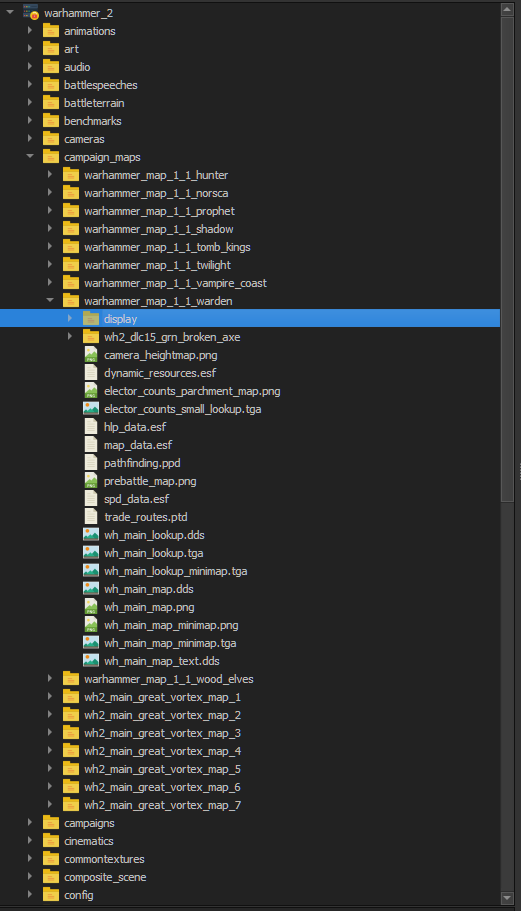 warhammer_2
animations
art
audio
battlespeeches
battleterrain
benchmarks
cameras
campaign_maps
warhammer_map_1_1_hunter
warhammer_map_1_1_norsca
warhammer_map_1_1_prophet
warhammer_map_1_1_shadow
warhammer_map_1_1_tomb_kings
warhammer_map_1_1_twilight
warhammer_map_1_1_vampire_coast
warhammer_map_1_1_warden
display
wh2_dlc15_grn_broken_axe
camera_heightmap.png
dynamic_resources.esf
elector_counts_parchment_map.png
elector_counts_small_lookup.tga
hlp_data.esf
map_data.esf
pathfinding.ppd
prebattle_map.png
spd_data.esf
trade_routes.ptd
wh_main_lookup.dds
wh_main_lookup.tga
wh_main_lookup_minimap.tga
wh_main_map.dds
wh_main_map.png
wh_main_map_minimap.png
wh_main_map_minimap.tga
wh_main_map_text.dds
warhammer_map_1_1_wood_elves
wh2_main_great_vortex_map_1
wh2_main_great_vortex_map_2
wh2_main_great_vortex_map_3
wh2_main_great_vortex_map_4
wh2_main_great_vortex_map_5
wh2_main_great_vortex_map_6
wh2_main_great_vortex_map_7
campaigns
cinematics
commontextures
composite_scene
config